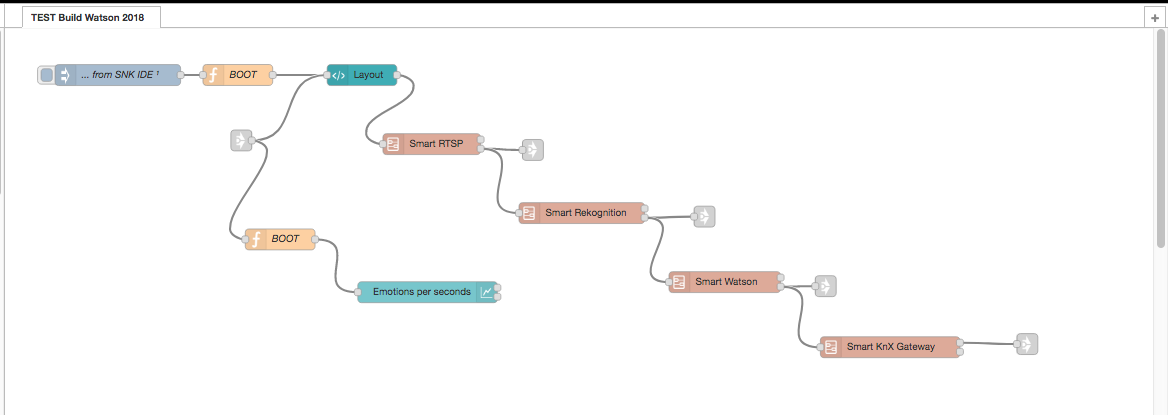 TEST Build Watson 2018
+
... from SNK IDE ¹
BOOT
Layout
Smart RTSP
Smart Rekognition
BOOT
Smart Watson
Emotions per seconds
Smart KnX Gateway